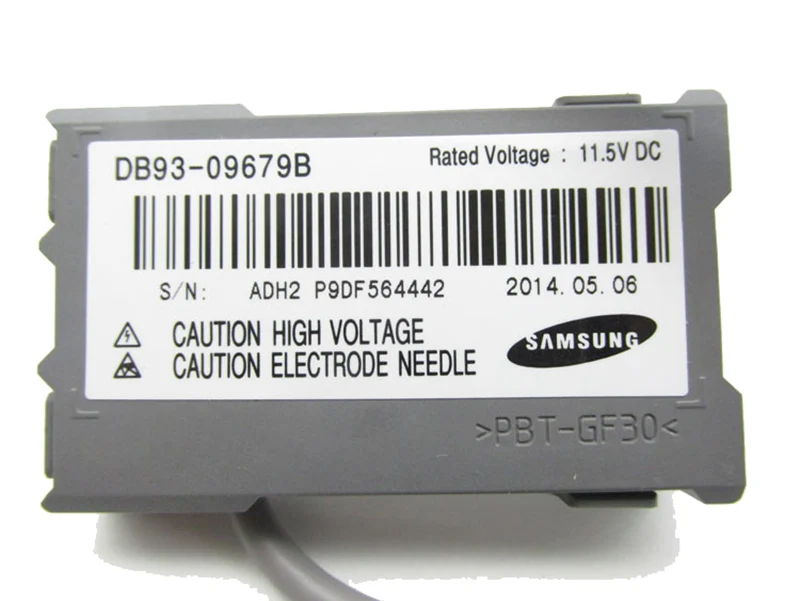 DB93-09679B Rated Voltage : 11.5V DC
S/N: ADH2 P9DF564442 2014.05.06
CAUTION HIGH VOLTAGE
CAUTION ELECTRODE NEEDLE
SAMSUNG
>PBT-GF30<